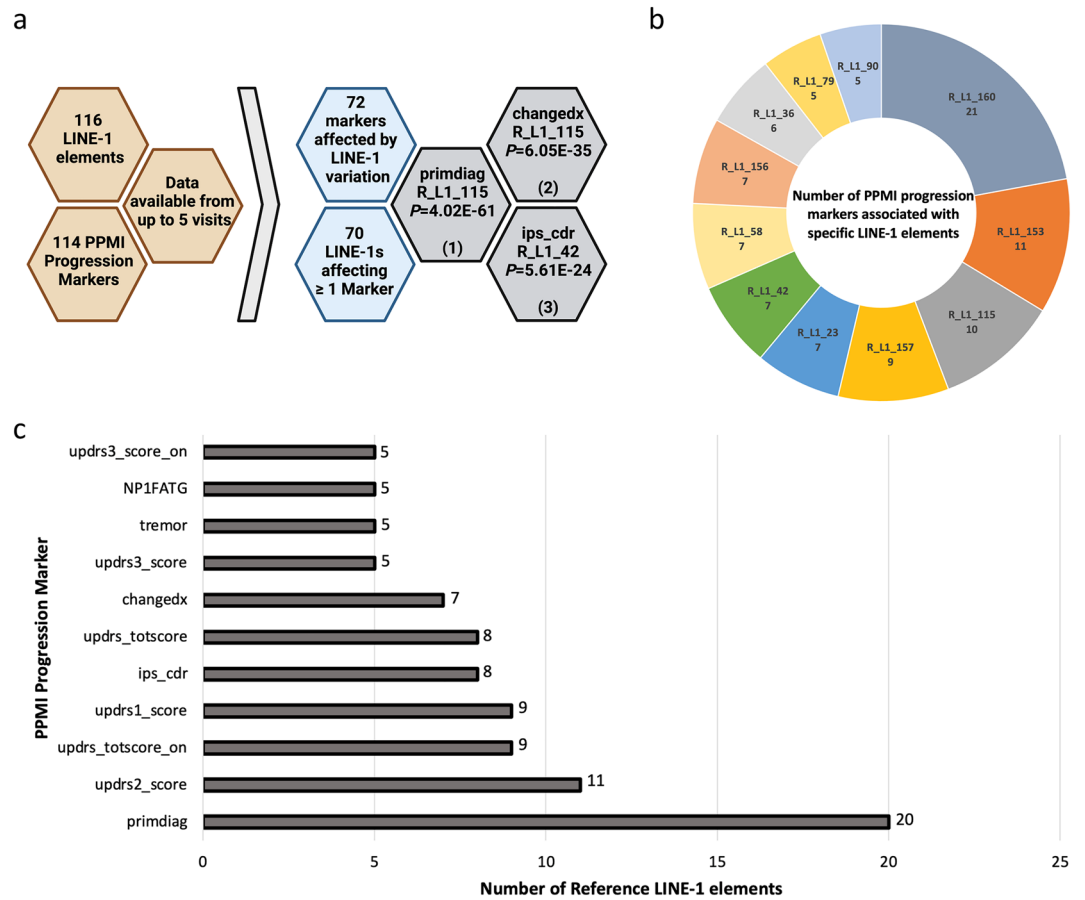 a
116
LINE-1
elements
Data
available from
up to 5 visits
114 PPMI
Progression
Markers
72
markers
affected by
LINE-1
variation
70
LINE-1s
affecting
≥ 1 Marker
primdiag
R_L1_115
P=4.02E-61
(1)
changedx
R_L1_115
P=6.05E-35
(2)
ips_cdr
R_L1_42
P=5.61E-24
(3)
b
R_L1_160
21
R_L1_153
11
R_L1_115
10
R_L1_157
9
R_L1_23
7
R_L1_42
7
R_L1_58
7
R_L1_156
7
R_L1_36
6
R_L1_79
5
R_L1_90
5
Number of PPMI progression
markers associated with
specific LINE-1 elements
c
PPMI Progression Marker
updrs3_score_on 5
NP1FATG 5
tremor 5
updrs3_score 5
changedx 7
updrs_totscore 8
ips_cdr 8
updrs1_score 9
updrs_totscore_on 9
updrs2_score 11
primdiag 20
0 5 10 15 20 25
Number of Reference LINE-1 elements